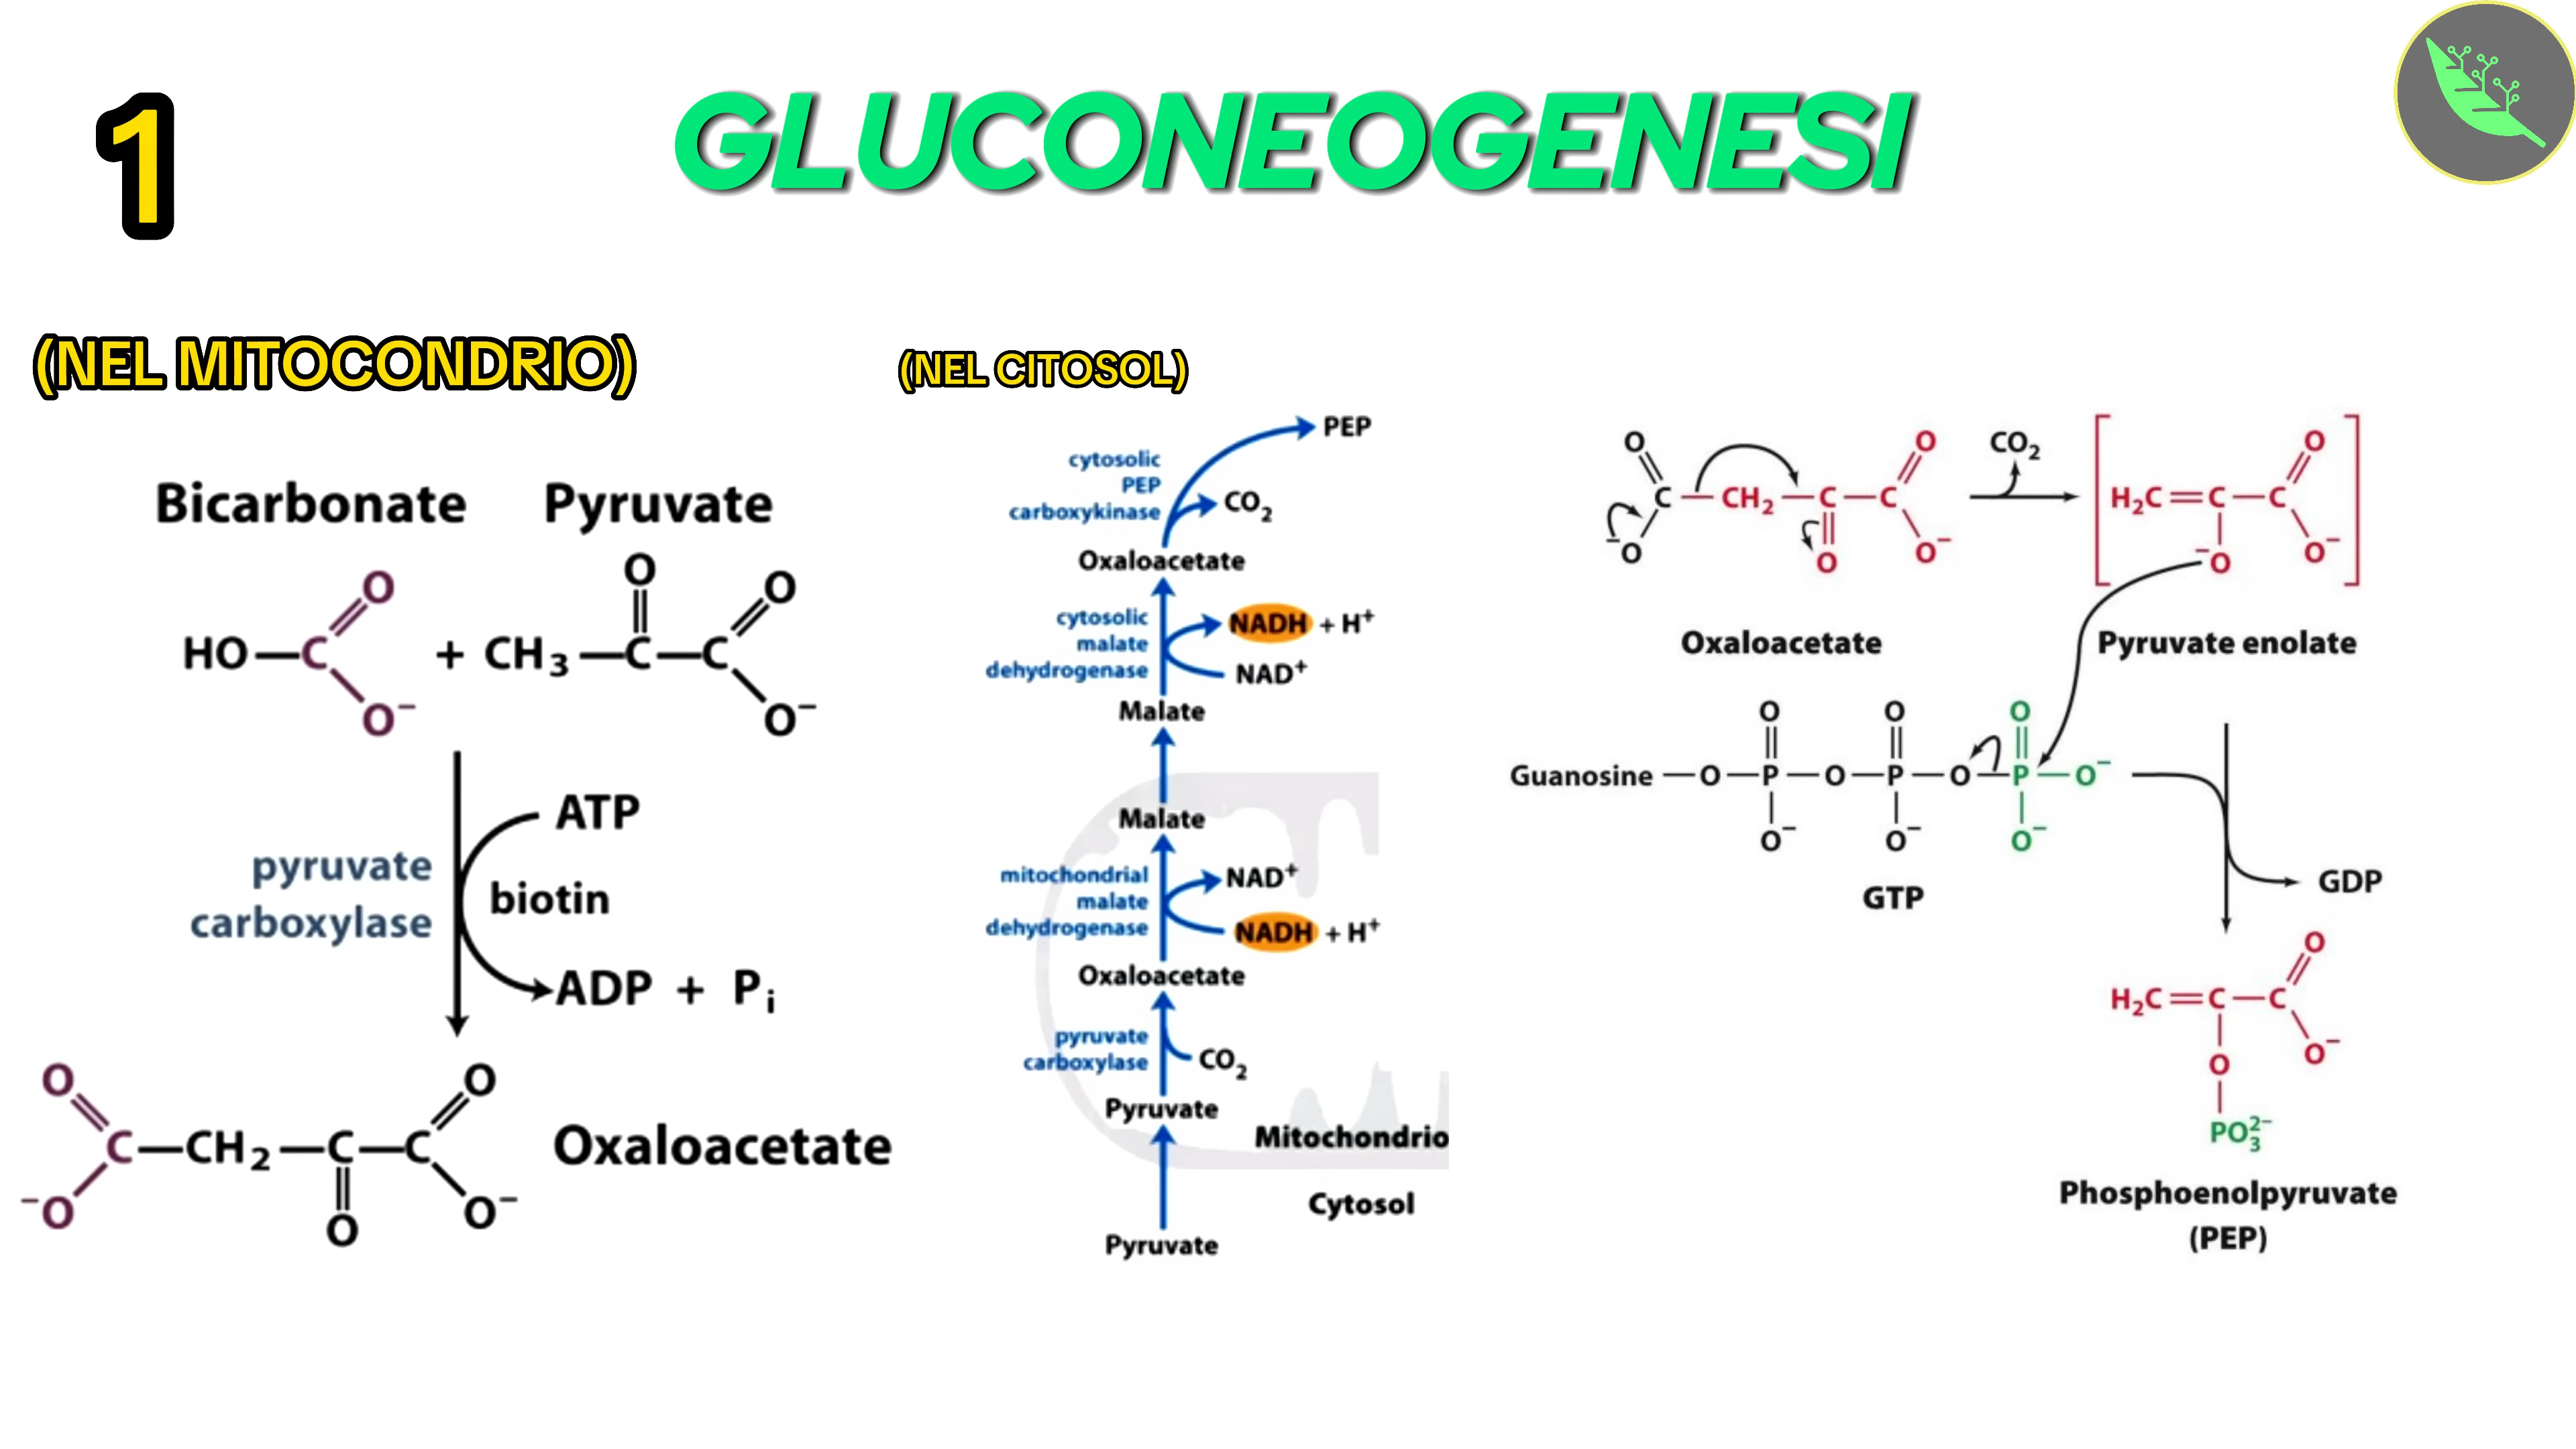 1
GLUCONEOGENESI
(NEL MITOCONDRIO)
Bicarbonate
Pyruvate
O
O
O
HO—C
+ CH3—C—C
O−
O−
ATP
pyruvate
carboxylase
biotin
ADP + Pi
O
O
C—CH2—C—C
−O
O
O−
Oxaloacetate
(NEL CITOSOL)
PEP
cytosolic
PEP
carboxykinase
CO2
Oxaloacetate
cytosolic
malate
dehydrogenase
NADH + H+
NAD+
Malate
Malate
mitochondrial
malate
dehydrogenase
NAD+
NADH + H+
Oxaloacetate
pyruvate
carboxylase
CO2
Pyruvate
Mitochondrio
Cytosol
Pyruvate
O
O
C—CH2—C—C
−O
O
O−
Oxaloacetate
CO2
O
H2C=C—C
−O
O−
Pyruvate enolate
O
O
O
Guanosine—O—P—O—P—O—P—O−
O−
O−
O−
GTP
GDP
O
H2C=C—C
O
O−
PO3 2−
Phosphoenolpyruvate
(PEP)